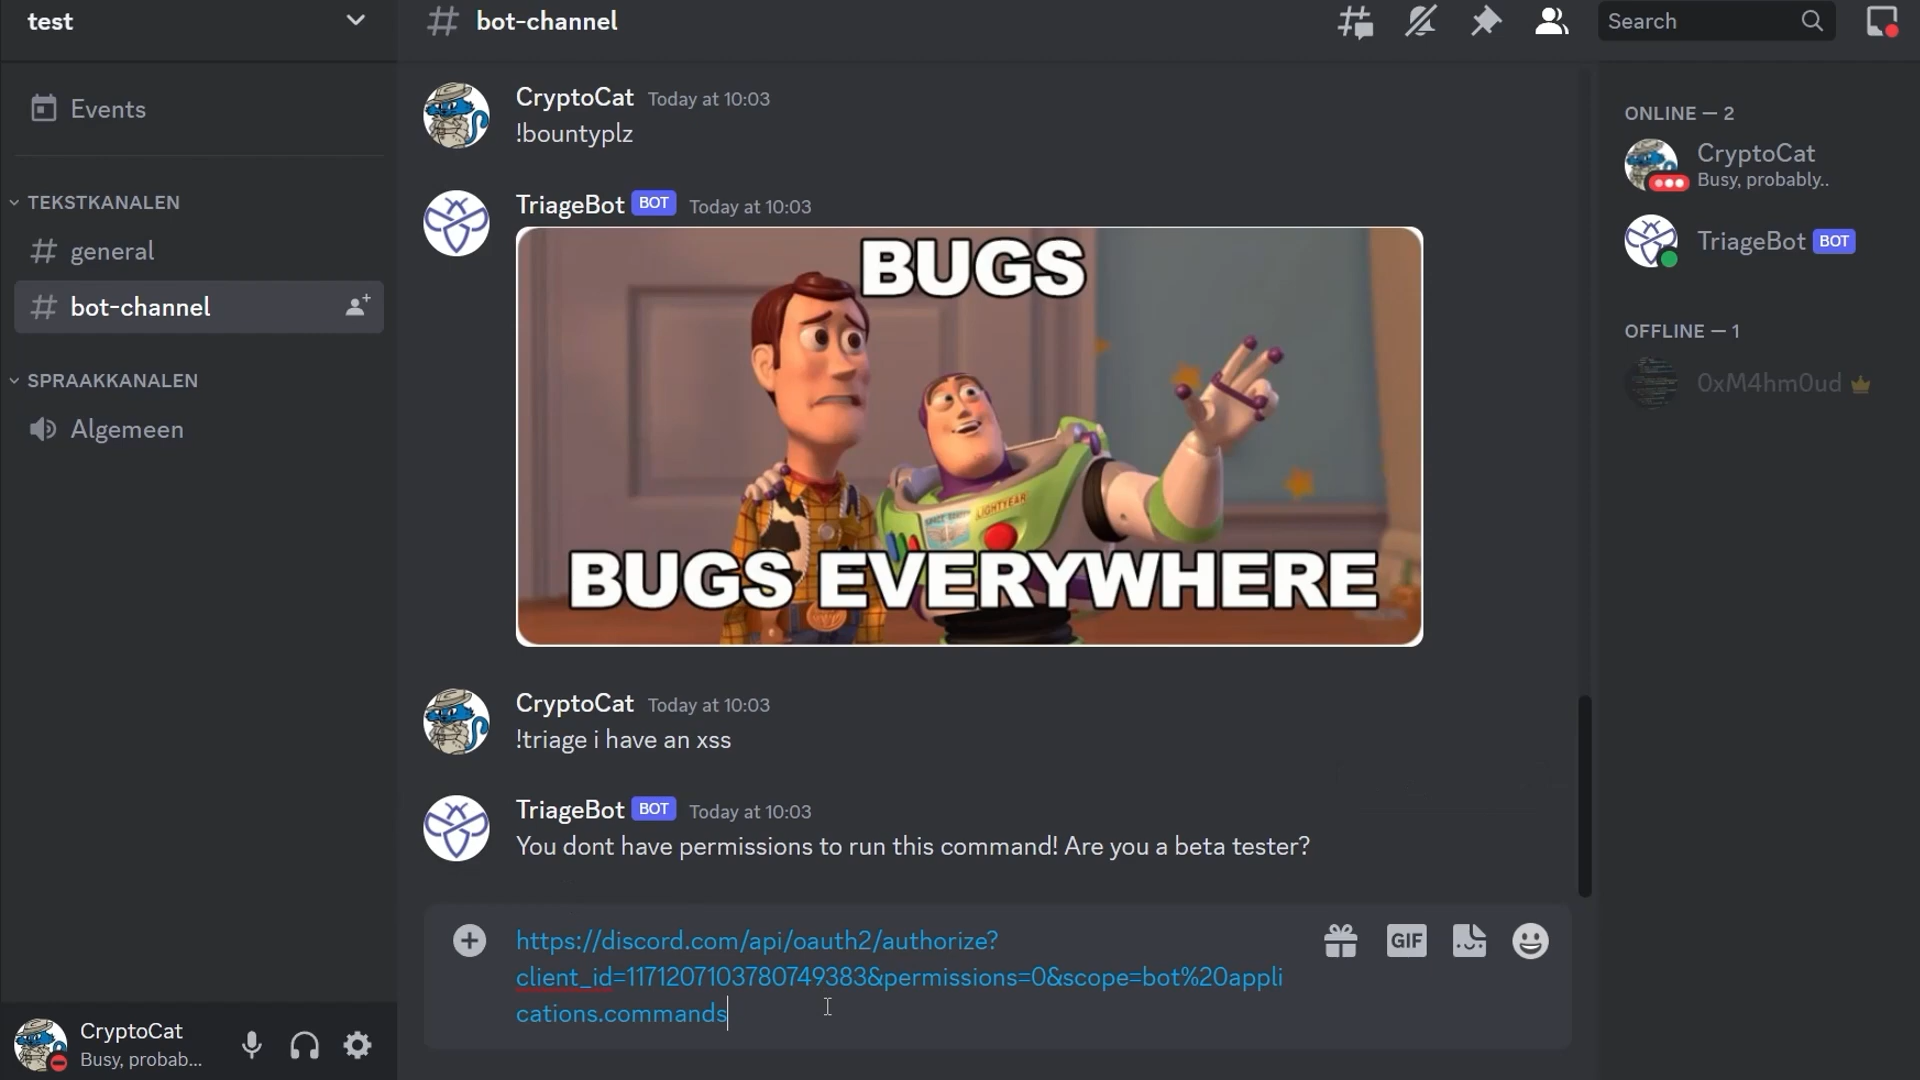 test
Events
TEKSTKANALEN
general
bot-channel
SPRAAKKANALEN
Algemeen
CryptoCat
Busy, probab...
bot-channel
Search
CryptoCat Today at 10:03
!bountyplz
TriageBot BOT Today at 10:03
BUGS
SPACE RANGER LIGHTYEAR
BUGS EVERYWHERE
CryptoCat Today at 10:03
!triage i have an xss
TriageBot BOT Today at 10:03
You dont have permissions to run this command! Are you a beta tester?
https://discord.com/api/oauth2/authorize?
client_id=1171207103780749383&permissions=0&scope=bot%20appli
cations.commands
GIF
ONLINE — 2
CryptoCat
Busy, probably..
TriageBot BOT
OFFLINE — 1
0xM4hm0ud